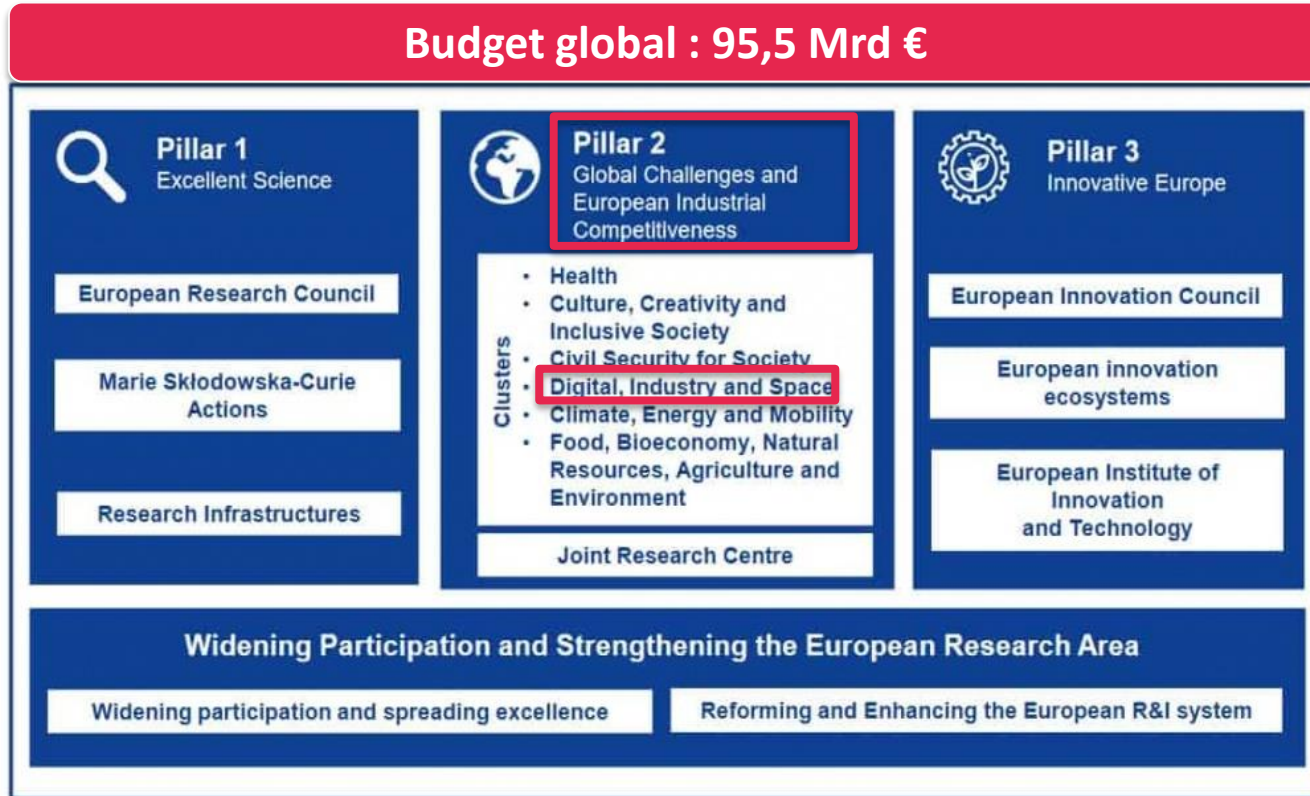 Budget global : 95,5 Mrd €
Pillar 1
Excellent Science
European Research Council
Marie Skłodowska-Curie
Actions
Research Infrastructures
Pillar 2
Global Challenges and
European Industrial
Competitiveness
Clusters
• Health
• Culture, Creativity and
Inclusive Society
• Civil Security for Society
• Digital, Industry and Space
• Climate, Energy and Mobility
• Food, Bioeconomy, Natural
Resources, Agriculture and
Environment
Joint Research Centre
Pillar 3
Innovative Europe
European Innovation Council
European innovation
ecosystems
European Institute of
Innovation
and Technology
Widening Participation and Strengthening the European Research Area
Widening participation and spreading excellence
Reforming and Enhancing the European R&I system